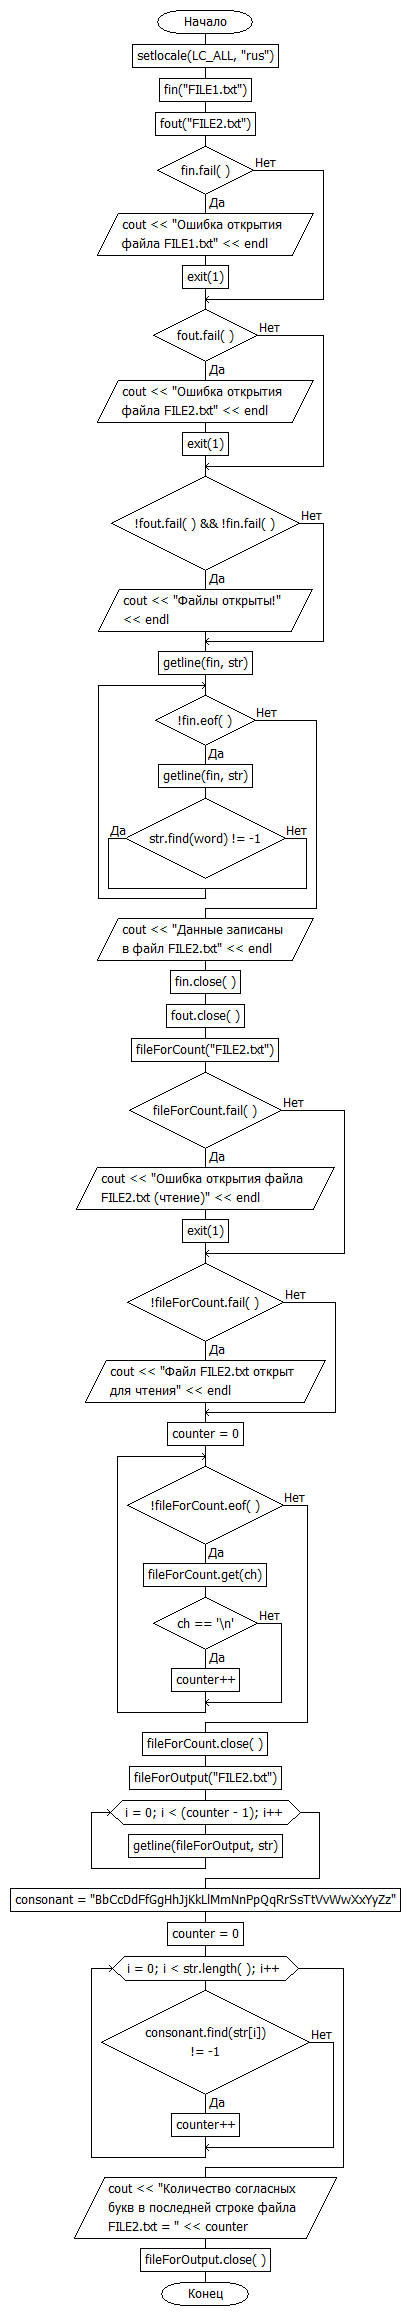 Начало
setlocale(LC_ALL, "rus")
fin("FILE1.txt")
fout("FILE2.txt")
fin.fail( )
Нет
Да
cout << "Ошибка открытия
файла FILE1.txt" << endl
exit(1)
fout.fail( )
Нет
Да
cout << "Ошибка открытия
файла FILE2.txt" << endl
exit(1)
!fout.fail( ) && !fin.fail( )
Нет
Да
cout << "Файлы открыты!"
<< endl
getline(fin, str)
!fin.eof( )
Нет
Да
getline(fin, str)
Да
str.find(word) != -1
Нет
cout << "Данные записаны
в файл FILE2.txt" << endl
fin.close( )
fout.close( )
fileForCount("FILE2.txt")
fileForCount.fail( )
Нет
Да
cout << "Ошибка открытия файла
FILE2.txt (чтение)" << endl
exit(1)
!fileForCount.fail( )
Нет
Да
cout << "Файл FILE2.txt открыт
для чтения" << endl
counter = 0
!fileForCount.eof( )
Нет
Да
fileForCount.get(ch)
ch == '\n'
Нет
Да
counter++
fileForCount.close( )
fileForOutput("FILE2.txt")
i = 0; i < (counter - 1); i++
getline(fileForOutput, str)
consonant = "BbCcDdFfGgHhJjKkLlMmNnPpQqRrSsTtVvWwXxYyZz"
counter = 0
i = 0; i < str.length( ); i++
consonant.find(str[i])
!= -1
Нет
Да
counter++
cout << "Количество согласных
букв в последней строке файла
FILE2.txt = " << counter
fileForOutput.close( )
Конец